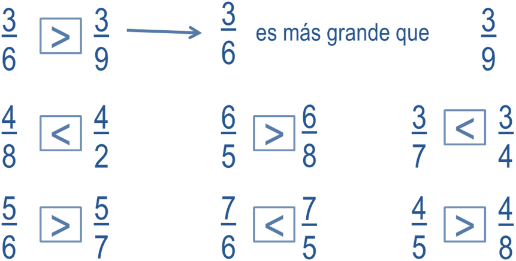 3/6 > 3/9 → 3/6 es más grande que 3/9
4/8 < 4/2 6/5 > 6/8 3/7 < 3/4
5/6 > 5/7 7/6 < 7/5 4/5 > 4/8